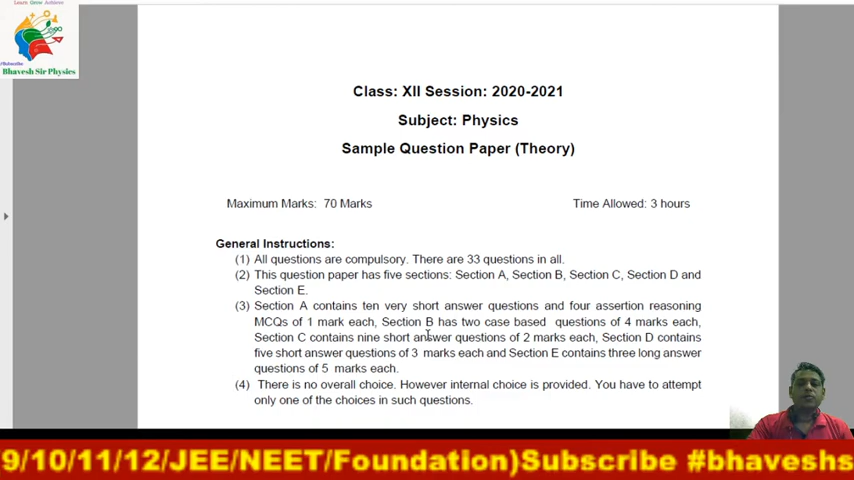 Learn Grow Achieve
#Subscribe
Bhavesh Sir Physics
Class: XII Session: 2020-2021
Subject: Physics
Sample Question Paper (Theory)
Maximum Marks: 70 Marks Time Allowed: 3 hours
General Instructions:
(1) All questions are compulsory. There are 33 questions in all.
(2) This question paper has five sections: Section A, Section B, Section C, Section D and
Section E.
(3) Section A contains ten very short answer questions and four assertion reasoning
MCQs of 1 mark each, Section B has two case based questions of 4 marks each,
Section C contains nine short answer questions of 2 marks each, Section D contains
five short answer questions of 3 marks each and Section E contains three long answer
questions of 5 marks each.
(4) There is no overall choice. However internal choice is provided. You have to attempt
only one of the choices in such questions.
9/10/11/12/JEE/NEET/Foundation)Subscribe #bhaveshs